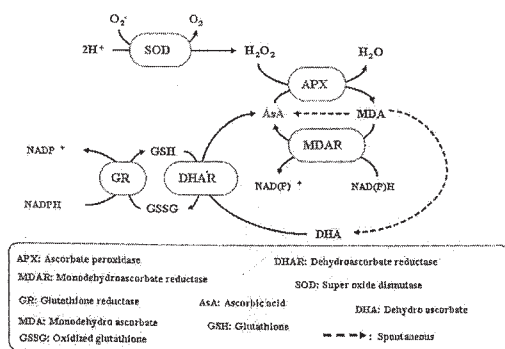 O₂⁻ O₂
2H⁺ SOD H₂O₂ H₂O
APX
AsA MDA
NADP⁺ GSH MDAR
GR DHAR
NAD(P)⁺ NAD(P)H
NADPH GSSG
DHA
APX: Ascorbate peroxidase
DHAR: Dehydroascorbate reductase
MDAR: Monodehydroascorbate reductase
SOD: Super oxide dismutase
GR: Glutathione reductase
AsA: Ascorbic acid
DHA: Dehydro ascorbate
MDA: Monodehydro ascorbate
GSH: Glutathione
GSSG: Oxidized glutathione
: Spontaneous